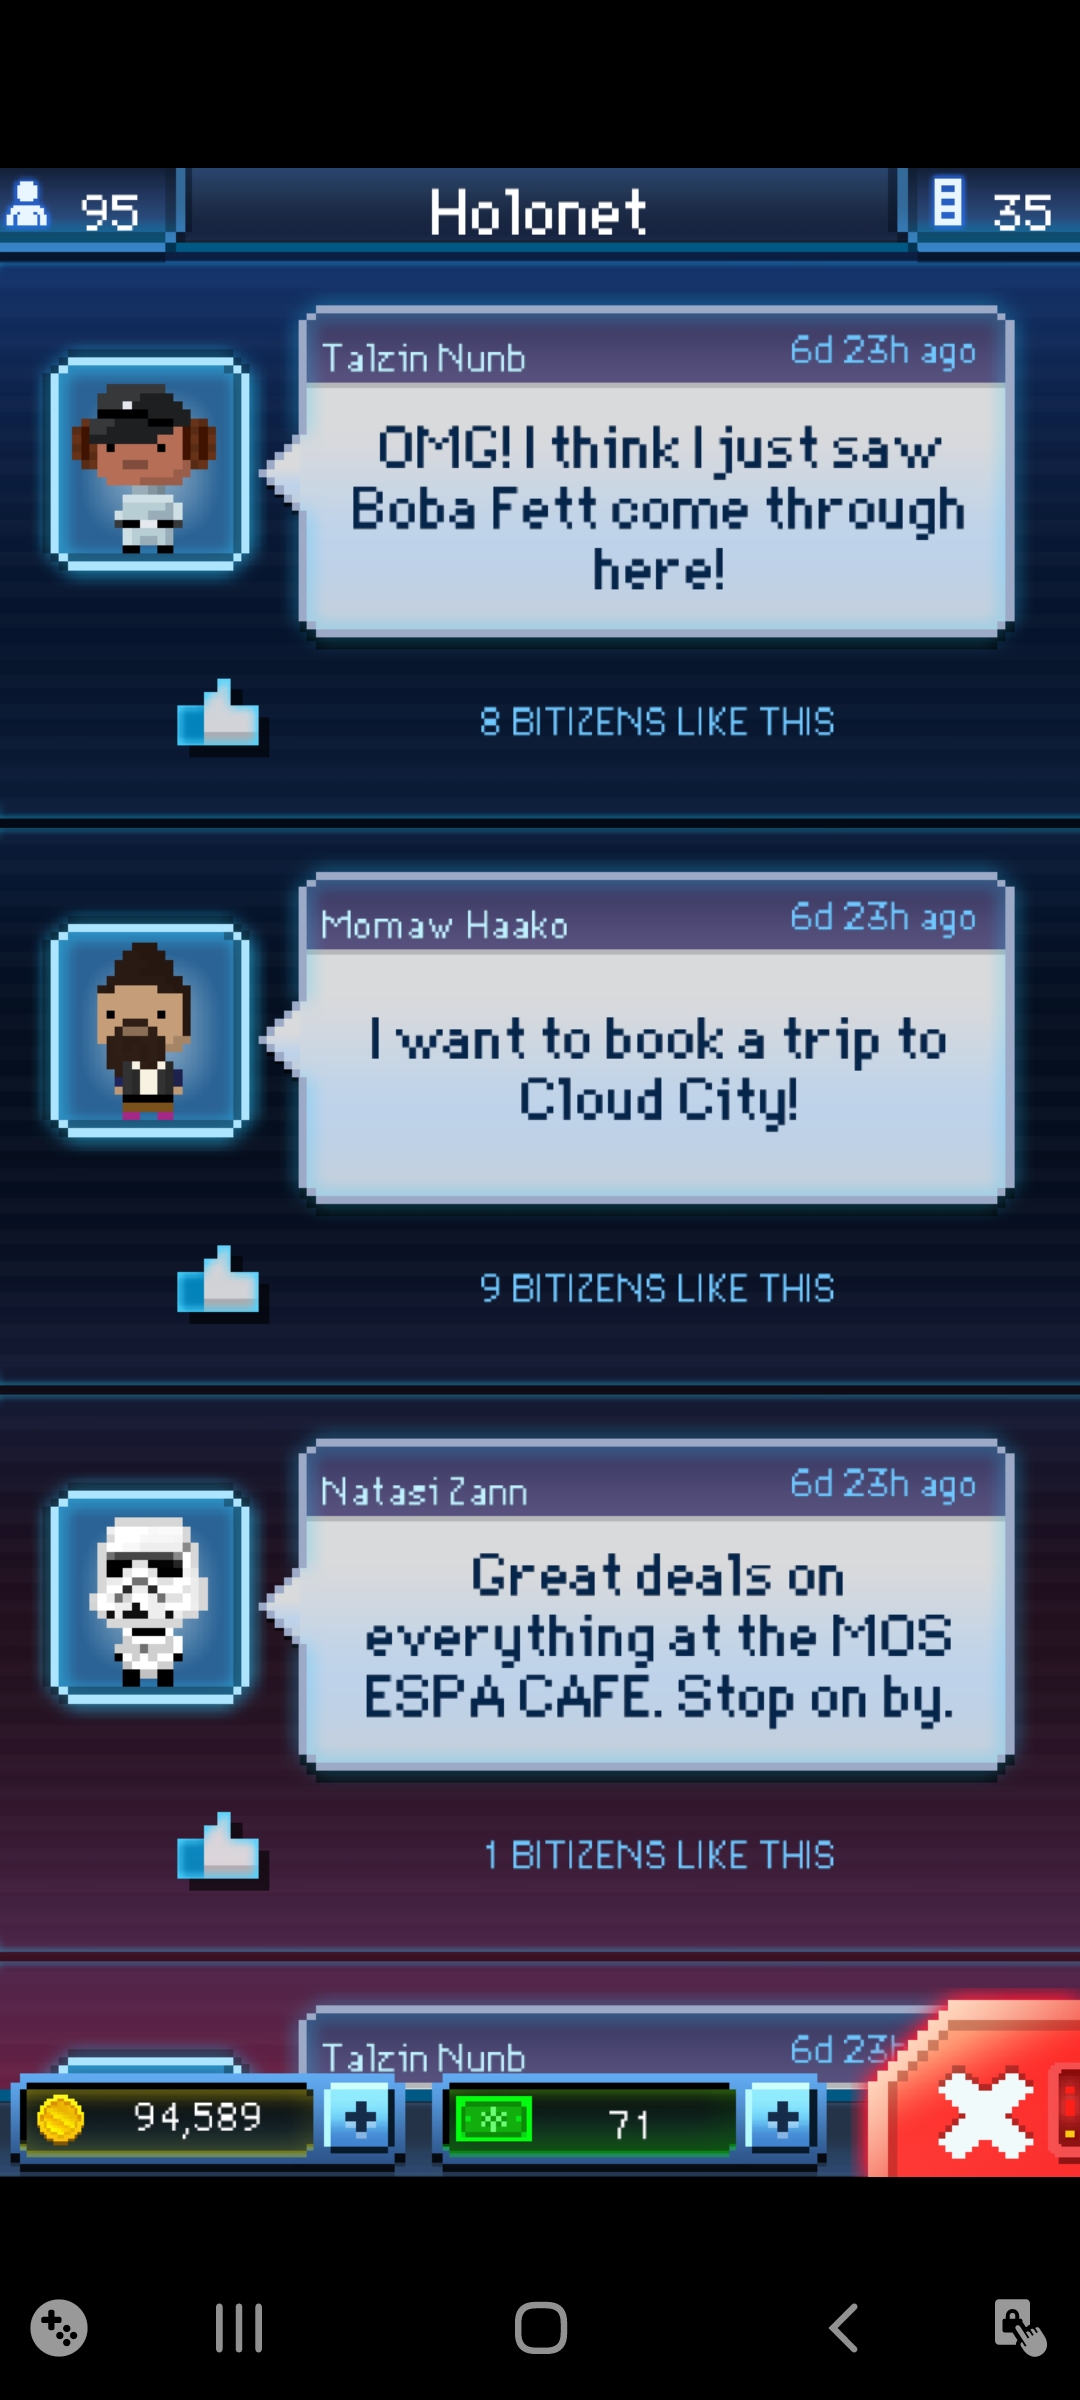 95
Holonet
35
Talzin Nunb
6d 23h ago
OMG! I think I just saw
Boba Fett come through
here!
8 BITIZENS LIKE THIS
Momaw Haako
6d 23h ago
I want to book a trip to
Cloud City!
9 BITIZENS LIKE THIS
Natasi Zann
6d 23h ago
Great deals on
everything at the MOS
ESPA CAFE. Stop on by.
1 BITIZENS LIKE THIS
Talzin Nunb
6d 23h
94,589
71